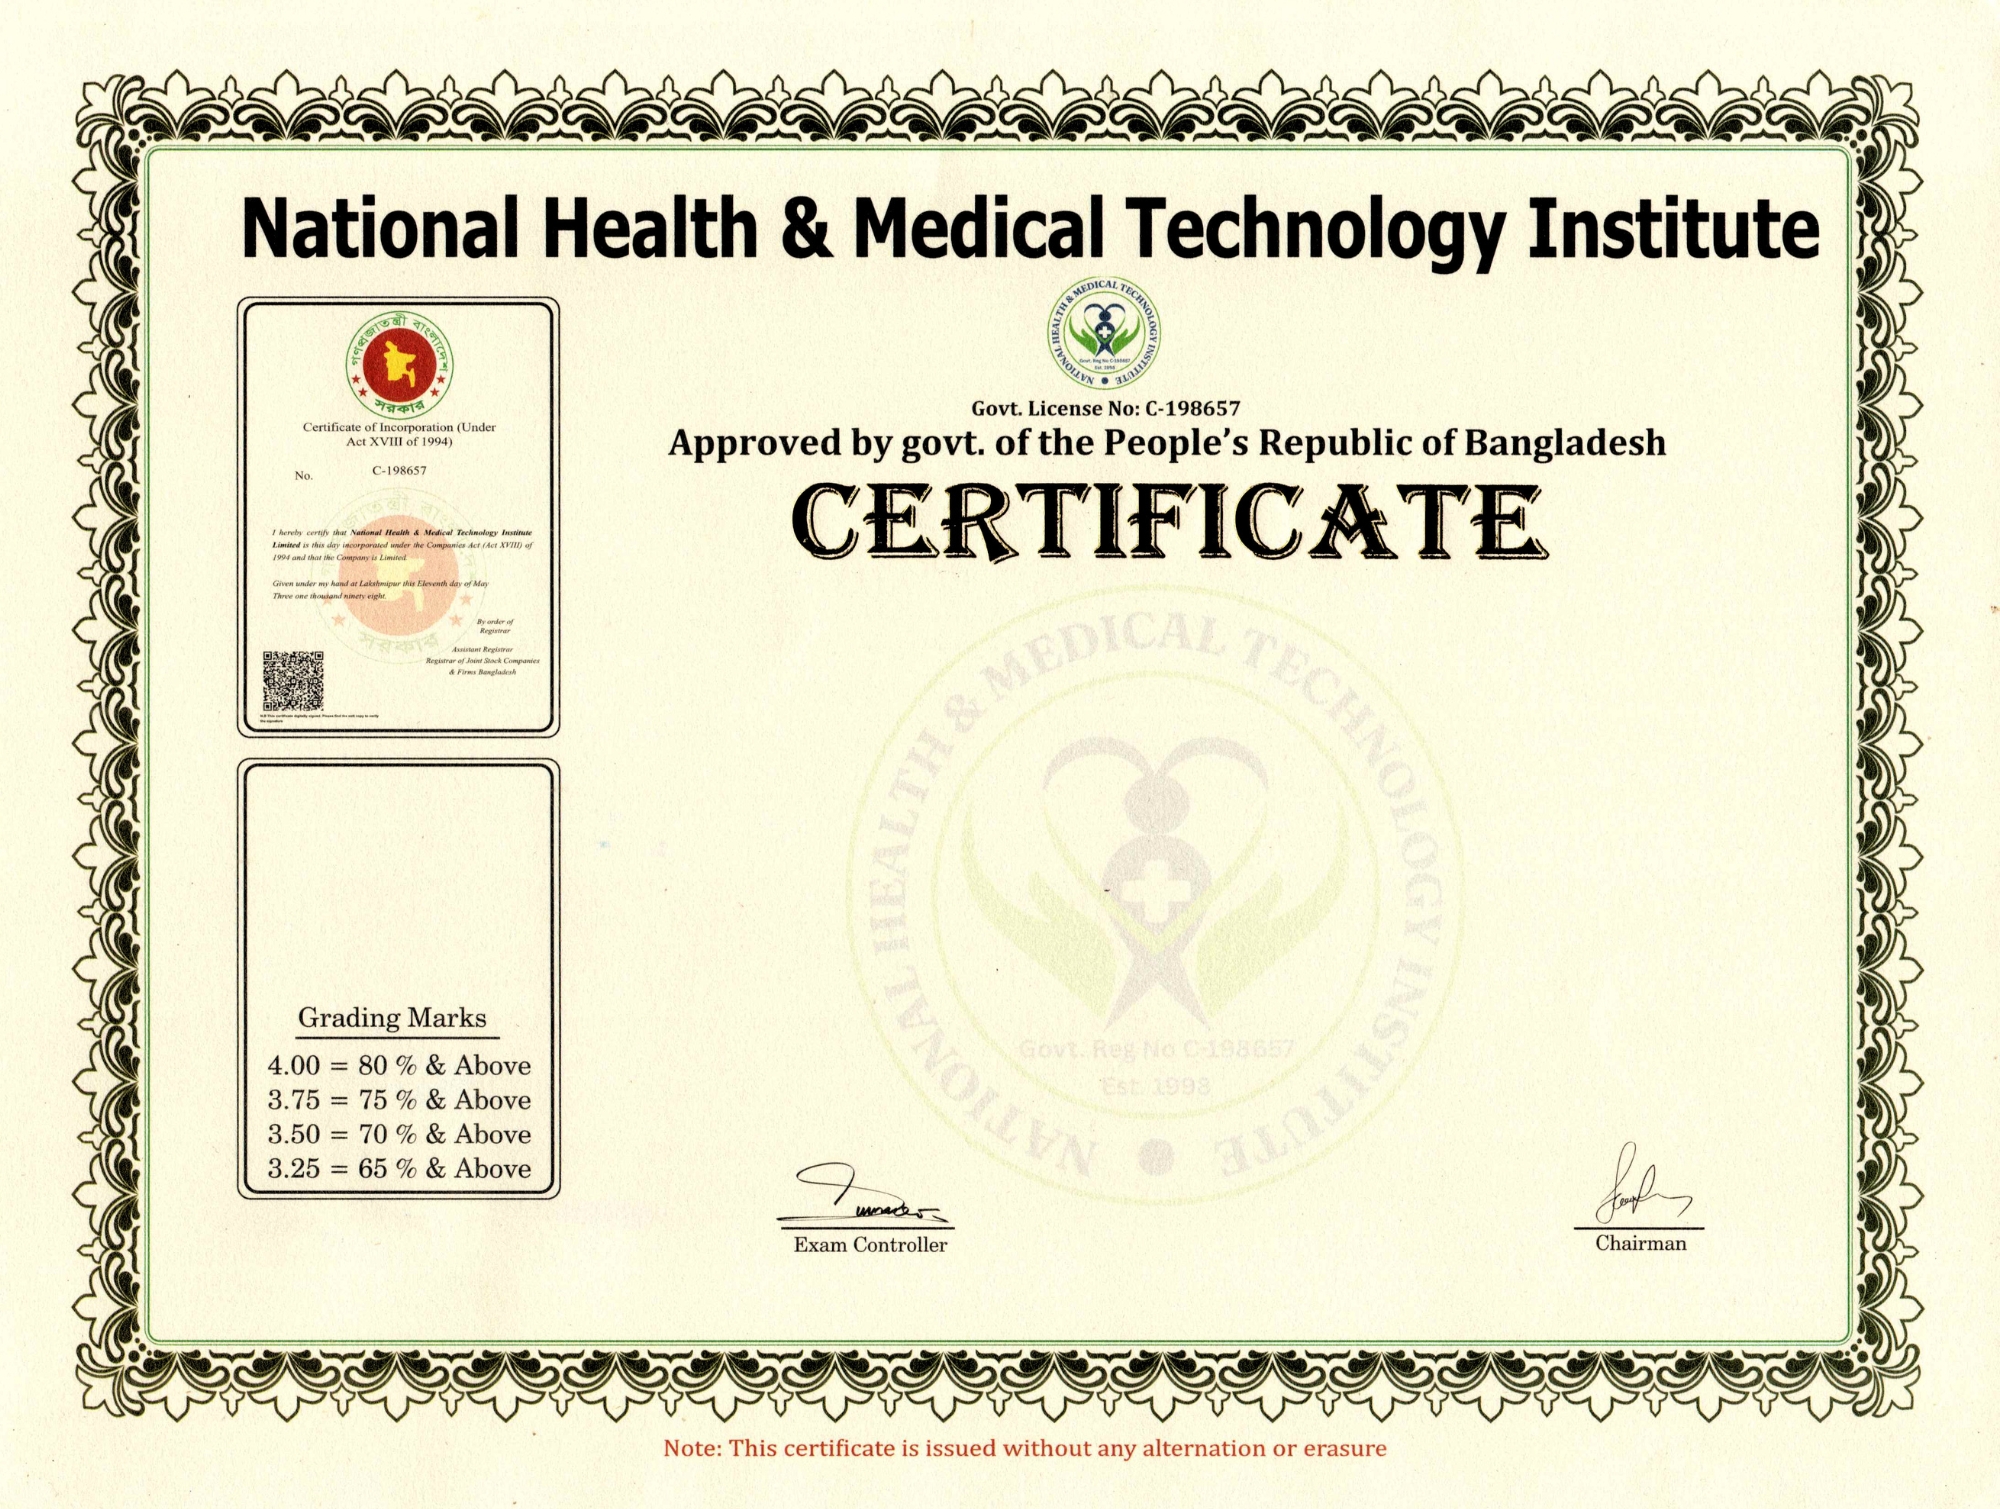 National Health & Medical Technology Institute
গণপ্রজাতন্ত্রী বাংলাদেশ
সরকার
Certificate of Incorporation (Under
Act XVIII of 1994)
No. C-198657
I hereby certify that National Health & Medical Technology Institute
Limited is this day incorporated under the Companies Act (Act XVIII) of
1994 and that the Company is Limited.
Given under my hand at Lakshmipur this Eleventh day of May
Three one thousand ninety eight.
By order of
Registrar
Assistant Registrar
Registrar of Joint Stock Companies
& Firms Bangladesh
NATIONAL HEALTH & MEDICAL TECHNOLOGY INSTITUTE
Govt. Reg No C-198657
Est. 1998
Govt. License No: C-198657
Approved by govt. of the People’s Republic of Bangladesh
CERTIFICATE
NATIONAL HEALTH & MEDICAL TECHNOLOGY INSTITUTE
Govt. Reg No C-198657
Est. 1998
Grading Marks
4.00 = 80 % & Above
3.75 = 75 % & Above
3.50 = 70 % & Above
3.25 = 65 % & Above
Exam Controller
Chairman
Note: This certificate is issued without any alternation or erasure